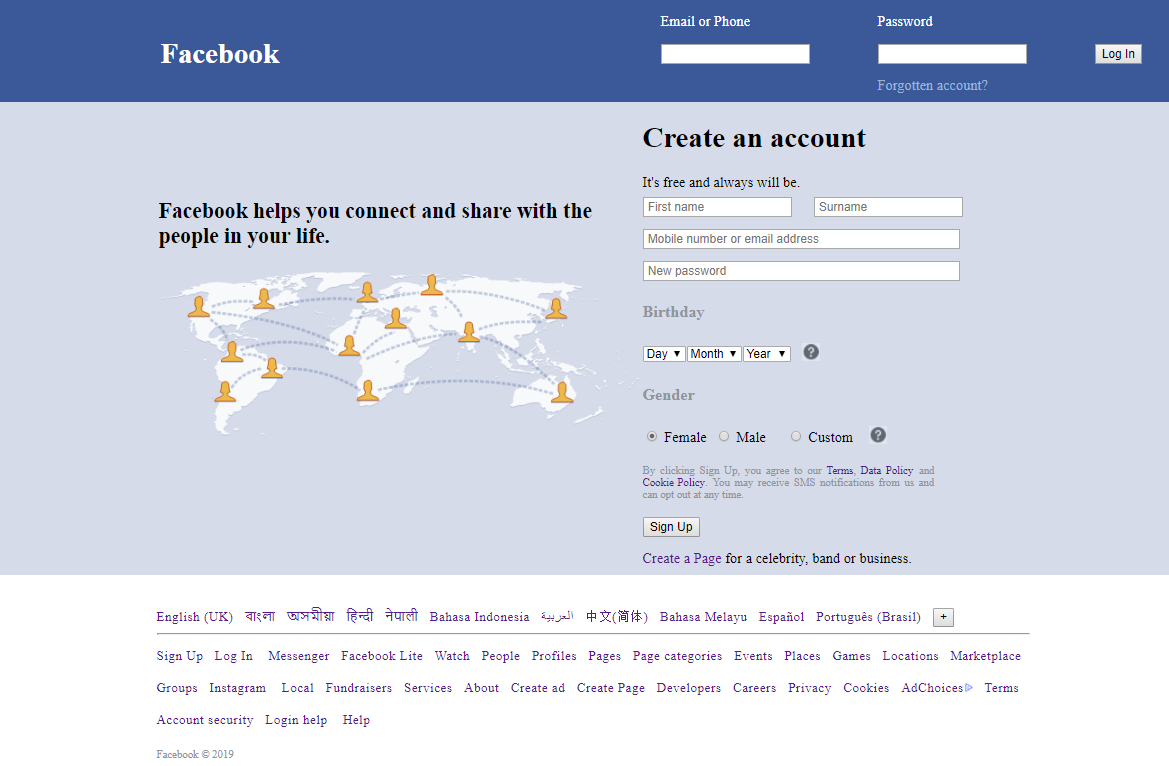 Email or Phone Password
Facebook Log In
Forgotten account?
Create an account
It's free and always will be.
First name Surname
Facebook helps you connect and share with the
people in your life.
Mobile number or email address
New password
Birthday
Day Month Year ?
Gender
Female Male Custom ?
By clicking Sign Up, you agree to our Terms, Data Policy and
Cookie Policy. You may receive SMS notifications from us and
can opt out at any time.
Sign Up
Create a Page for a celebrity, band or business.
English (UK) বাংলা অসমীয়া हिन्दी नेपाली Bahasa Indonesia العربية 中文(简体) Bahasa Melayu Español Português (Brasil) +
Sign Up Log In Messenger Facebook Lite Watch People Profiles Pages Page categories Events Places Games Locations Marketplace
Groups Instagram Local Fundraisers Services About Create ad Create Page Developers Careers Privacy Cookies AdChoices Terms
Account security Login help Help
Facebook © 2019